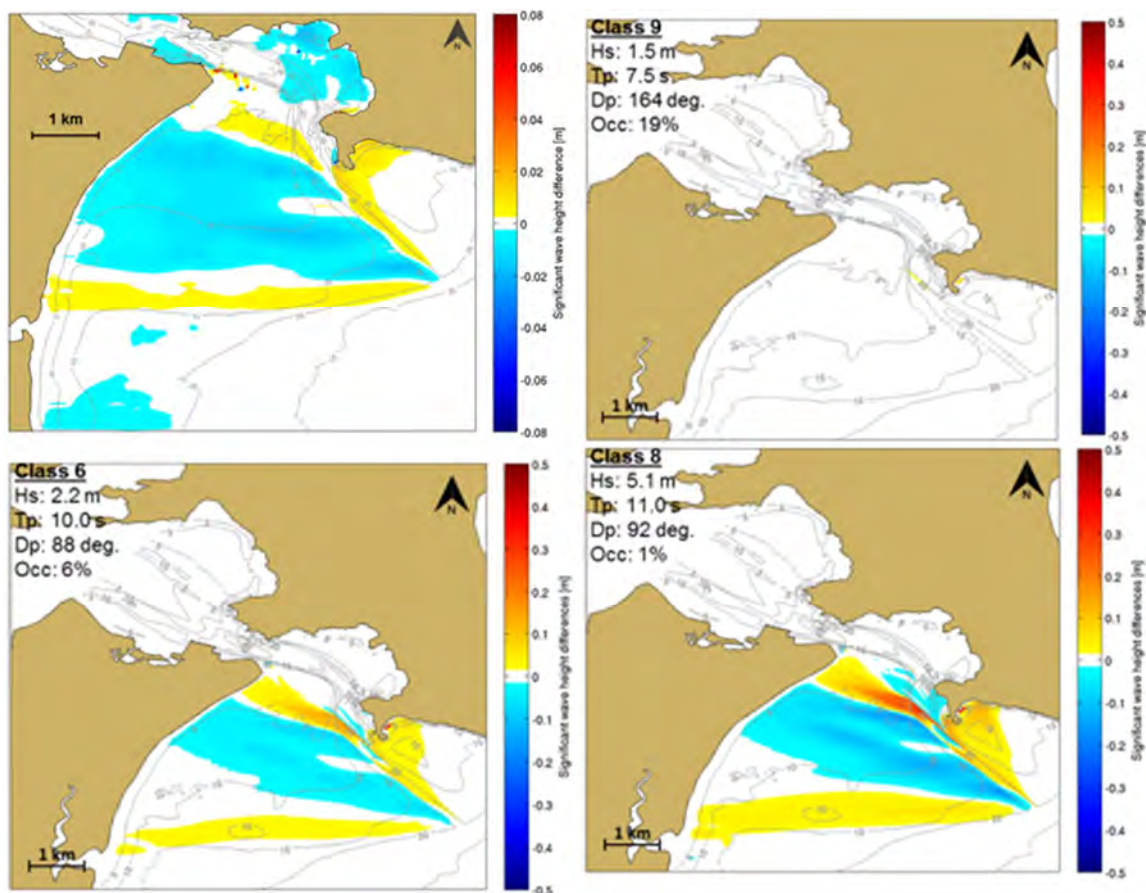 N
1 km
0.08
0.06
0.04
0.02
0
-0.02
-0.04
-0.06
-0.08
Significant wave height difference [m]
Class 9
Hs: 1.5 m
Tp: 7.5 s.
Dp: 164 deg.
Occ: 19%
N
1 km
0.5
0.4
0.3
0.2
0.1
0
-0.1
-0.2
-0.3
-0.4
-0.5
Significant wave height differences [m]
Class 6
Hs: 2.2 m
Tp: 10.0 s
Dp: 88 deg.
Occ: 6%
N
1 km
0.5
0.4
0.3
0.2
0.1
0
-0.1
-0.2
-0.3
-0.4
-0.5
Significant wave height differences [m]
Class 8
Hs: 5.1 m
Tp: 11.0 s
Dp: 92 deg.
Occ: 1%
N
1 km
0.5
0.4
0.3
0.2
0.1
0
-0.1
-0.2
-0.3
-0.4
-0.5
Significant wave height differences [m]